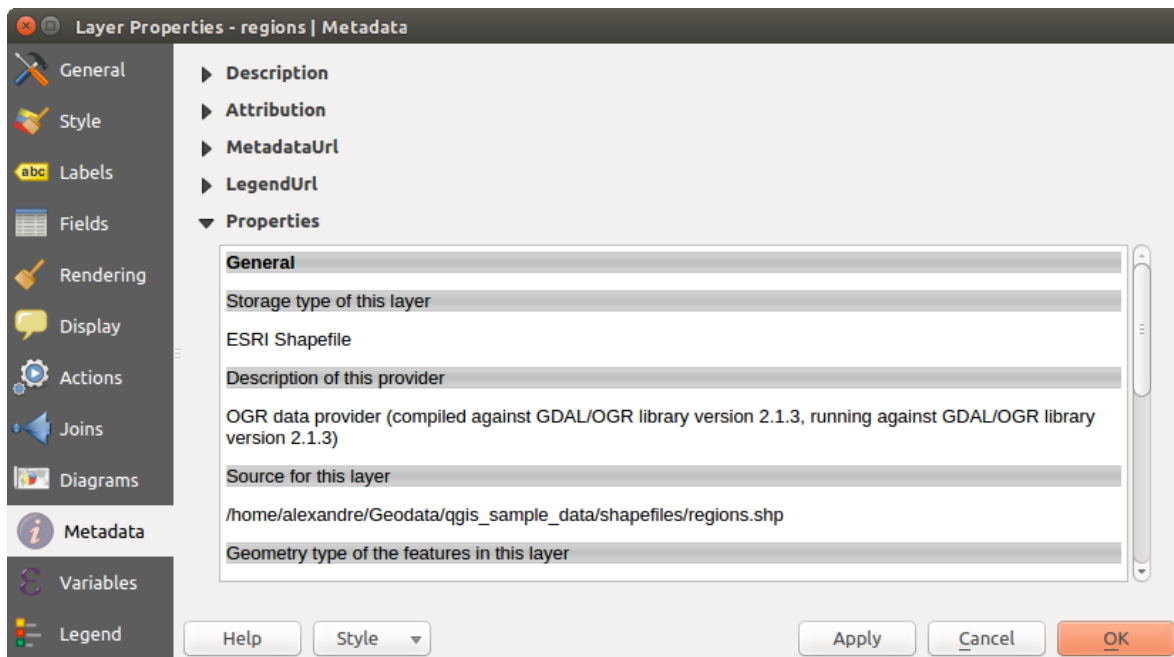 Layer Properties - regions | Metadata
General
Style
abc Labels
Fields
Rendering
Display
Actions
Joins
Diagrams
Metadata
Variables
Legend
Description
Attribution
MetadataUrl
LegendUrl
Properties
General
Storage type of this layer
ESRI Shapefile
Description of this provider
OGR data provider (compiled against GDAL/OGR library version 2.1.3, running against GDAL/OGR library
version 2.1.3)
Source for this layer
/home/alexandre/Geodata/qgis_sample_data/shapefiles/regions.shp
Geometry type of the features in this layer
Help Style Apply Cancel OK